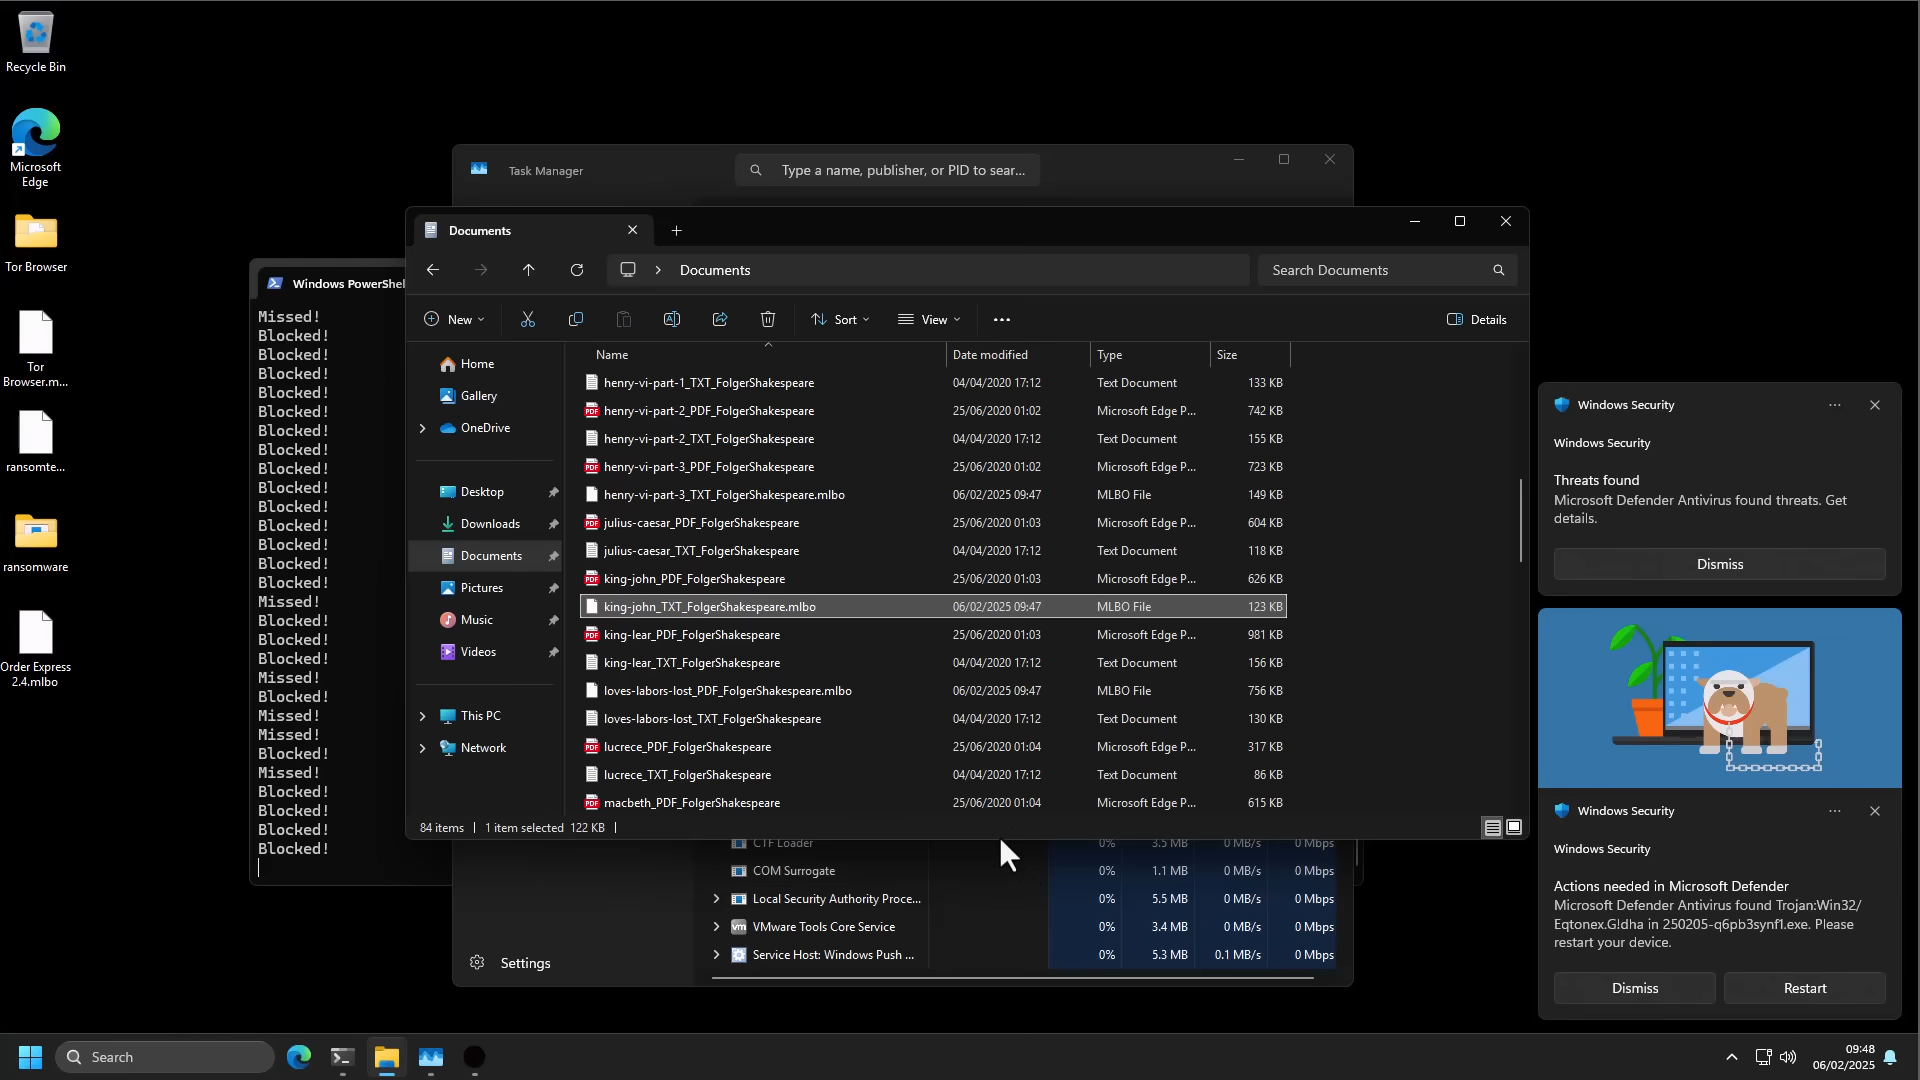 Recycle Bin
Microsoft
Edge
Tor Browser
Tor
Browser.m...
ransomte...
ransomware
Order Express
2.4.mlbo
Task Manager
Type a name, publisher, or PID to sear...
Windows PowerShel
Missed!
Blocked!
Blocked!
Blocked!
Blocked!
Blocked!
Blocked!
Blocked!
Blocked!
Blocked!
Blocked!
Blocked!
Blocked!
Blocked!
Blocked!
Missed!
Blocked!
Blocked!
Blocked!
Missed!
Blocked!
Missed!
Missed!
Blocked!
Missed!
Blocked!
Blocked!
Blocked!
Blocked!
Documents
Documents
Search Documents
New
Sort
View
Details
Home
Gallery
OneDrive
Desktop
Downloads
Documents
Pictures
Music
Videos
This PC
Network
Name Date modified Type Size
henry-vi-part-1_TXT_FolgerShakespeare 04/04/2020 17:12 Text Document 133 KB
henry-vi-part-2_PDF_FolgerShakespeare 25/06/2020 01:02 Microsoft Edge P... 742 KB
henry-vi-part-2_TXT_FolgerShakespeare 04/04/2020 17:12 Text Document 155 KB
henry-vi-part-3_PDF_FolgerShakespeare 25/06/2020 01:02 Microsoft Edge P... 723 KB
henry-vi-part-3_TXT_FolgerShakespeare.mlbo 06/02/2025 09:47 MLBO File 149 KB
julius-caesar_PDF_FolgerShakespeare 25/06/2020 01:03 Microsoft Edge P... 604 KB
julius-caesar_TXT_FolgerShakespeare 04/04/2020 17:12 Text Document 118 KB
king-john_PDF_FolgerShakespeare 25/06/2020 01:03 Microsoft Edge P... 626 KB
king-john_TXT_FolgerShakespeare.mlbo 06/02/2025 09:47 MLBO File 123 KB
king-lear_PDF_FolgerShakespeare 25/06/2020 01:03 Microsoft Edge P... 981 KB
king-lear_TXT_FolgerShakespeare 04/04/2020 17:12 Text Document 156 KB
loves-labors-lost_PDF_FolgerShakespeare.mlbo 06/02/2025 09:47 MLBO File 756 KB
loves-labors-lost_TXT_FolgerShakespeare 04/04/2020 17:12 Text Document 130 KB
lucrece_PDF_FolgerShakespeare 25/06/2020 01:04 Microsoft Edge P... 317 KB
lucrece_TXT_FolgerShakespeare 04/04/2020 17:12 Text Document 86 KB
macbeth_PDF_FolgerShakespeare 25/06/2020 01:04 Microsoft Edge P... 615 KB
84 items 1 item selected 122 KB
CTF Loader 0% 3.5 MB 0 MB/s 0 Mbps
COM Surrogate 0% 1.1 MB 0 MB/s 0 Mbps
Local Security Authority Proce... 0% 5.5 MB 0 MB/s 0 Mbps
VMware Tools Core Service 0% 3.4 MB 0 MB/s 0 Mbps
Service Host: Windows Push ... 0% 5.3 MB 0.1 MB/s 0 Mbps
Settings
Windows Security
Windows Security
Threats found
Microsoft Defender Antivirus found threats. Get
details.
Dismiss
Windows Security
Windows Security
Actions needed in Microsoft Defender
Microsoft Defender Antivirus found Trojan:Win32/
Eqtonex.G!dha in 250205-q6pb3synf1.exe. Please
restart your device.
Dismiss
Restart
Search
09:48
06/02/2025